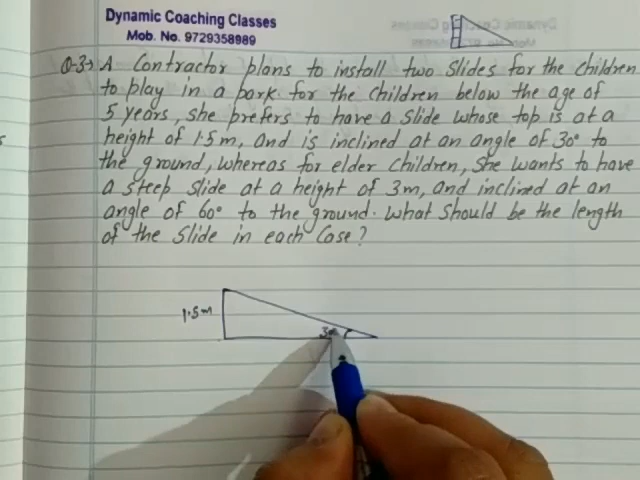 Dynamic Coaching Classes
Mob. No. 9729358989
Q-3→ A Contractor plans to install two slides for the children
to play in a park for the children below the age of
5 years, she prefers to have a slide whose top is at a
height of 1.5 m, and is inclined at an angle of 30° to
the ground, whereas for elder children, she wants to have
a steep slide at a height of 3m, and inclined at an
angle of 60° to the ground. What should be the length
of the slide in each Case?
1.5 m